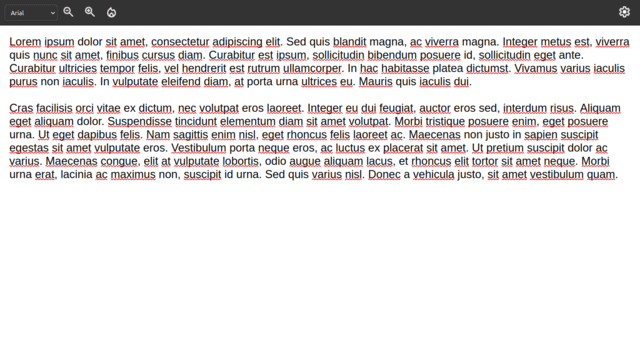 Arial
Lorem ipsum dolor sit amet, consectetur adipiscing elit. Sed quis blandit magna, ac viverra magna. Integer metus est, viverra
quis nunc sit amet, finibus cursus diam. Curabitur est ipsum, sollicitudin bibendum posuere id, sollicitudin eget ante.
Curabitur ultricies tempor felis, vel hendrerit est rutrum ullamcorper. In hac habitasse platea dictumst. Vivamus varius iaculis
purus non iaculis. In vulputate eleifend diam, at porta urna ultrices eu. Mauris quis iaculis dui.
Cras facilisis orci vitae ex dictum, nec volutpat eros laoreet. Integer eu dui feugiat, auctor eros sed, interdum risus. Aliquam
eget aliquam dolor. Suspendisse tincidunt elementum diam sit amet volutpat. Morbi tristique posuere enim, eget posuere
urna. Ut eget dapibus felis. Nam sagittis enim nisl, eget rhoncus felis laoreet ac. Maecenas non justo in sapien suscipit
egestas sit amet vulputate eros. Vestibulum porta neque eros, ac luctus ex placerat sit amet. Ut pretium suscipit dolor ac
varius. Maecenas congue, elit at vulputate lobortis, odio augue aliquam lacus, et rhoncus elit tortor sit amet neque. Morbi
urna erat, lacinia ac maximus non, suscipit id urna. Sed quis varius nisl. Donec a vehicula justo, sit amet vestibulum quam.